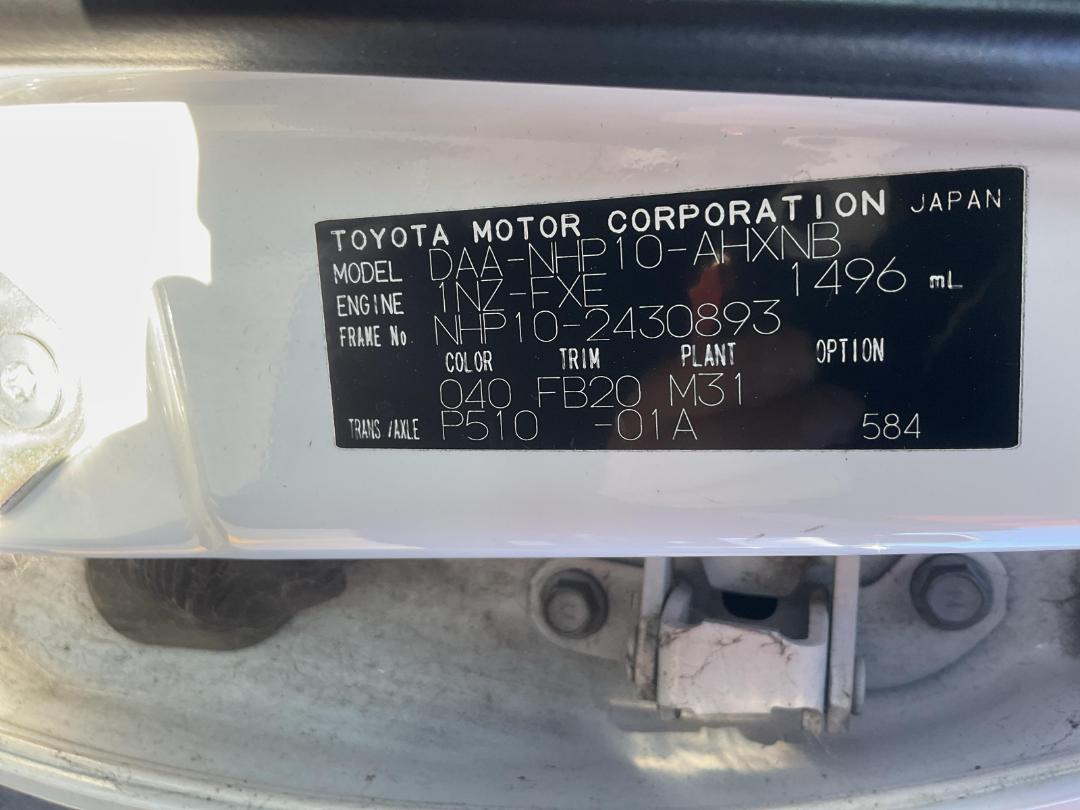 TOYOTA MOTOR CORPORATION JAPAN
MODEL DAA-NHP10-AHXNB
ENGINE 1NZ-FXE 1496 mL
FRAME No NHP10-2430893
COLOR TRIM PLANT OPTION
040 FB20 M31
TRANS/AXLE P510 -01A 584